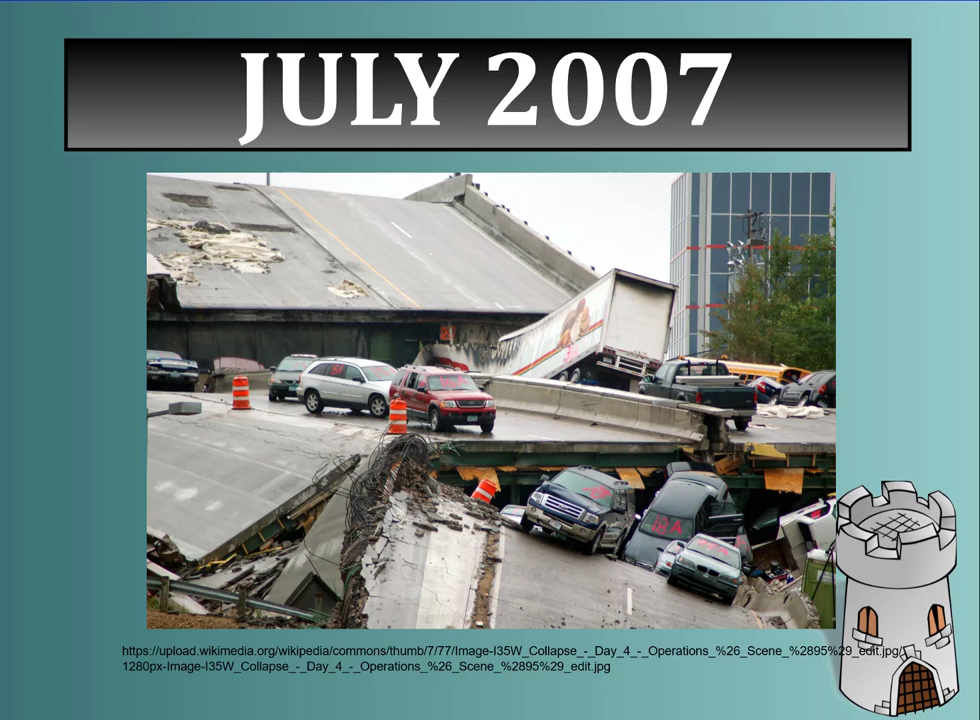 JULY 2007
https://upload.wikimedia.org/wikipedia/commons/thumb/7/77/Image-I35W_Collapse_-_Day_4_-_Operations_%26_Scene_%2895%29_edit.jpg/
1280px-Image-I35W_Collapse_-_Day_4_-_Operations_%26_Scene_%2895%29_edit.jpg